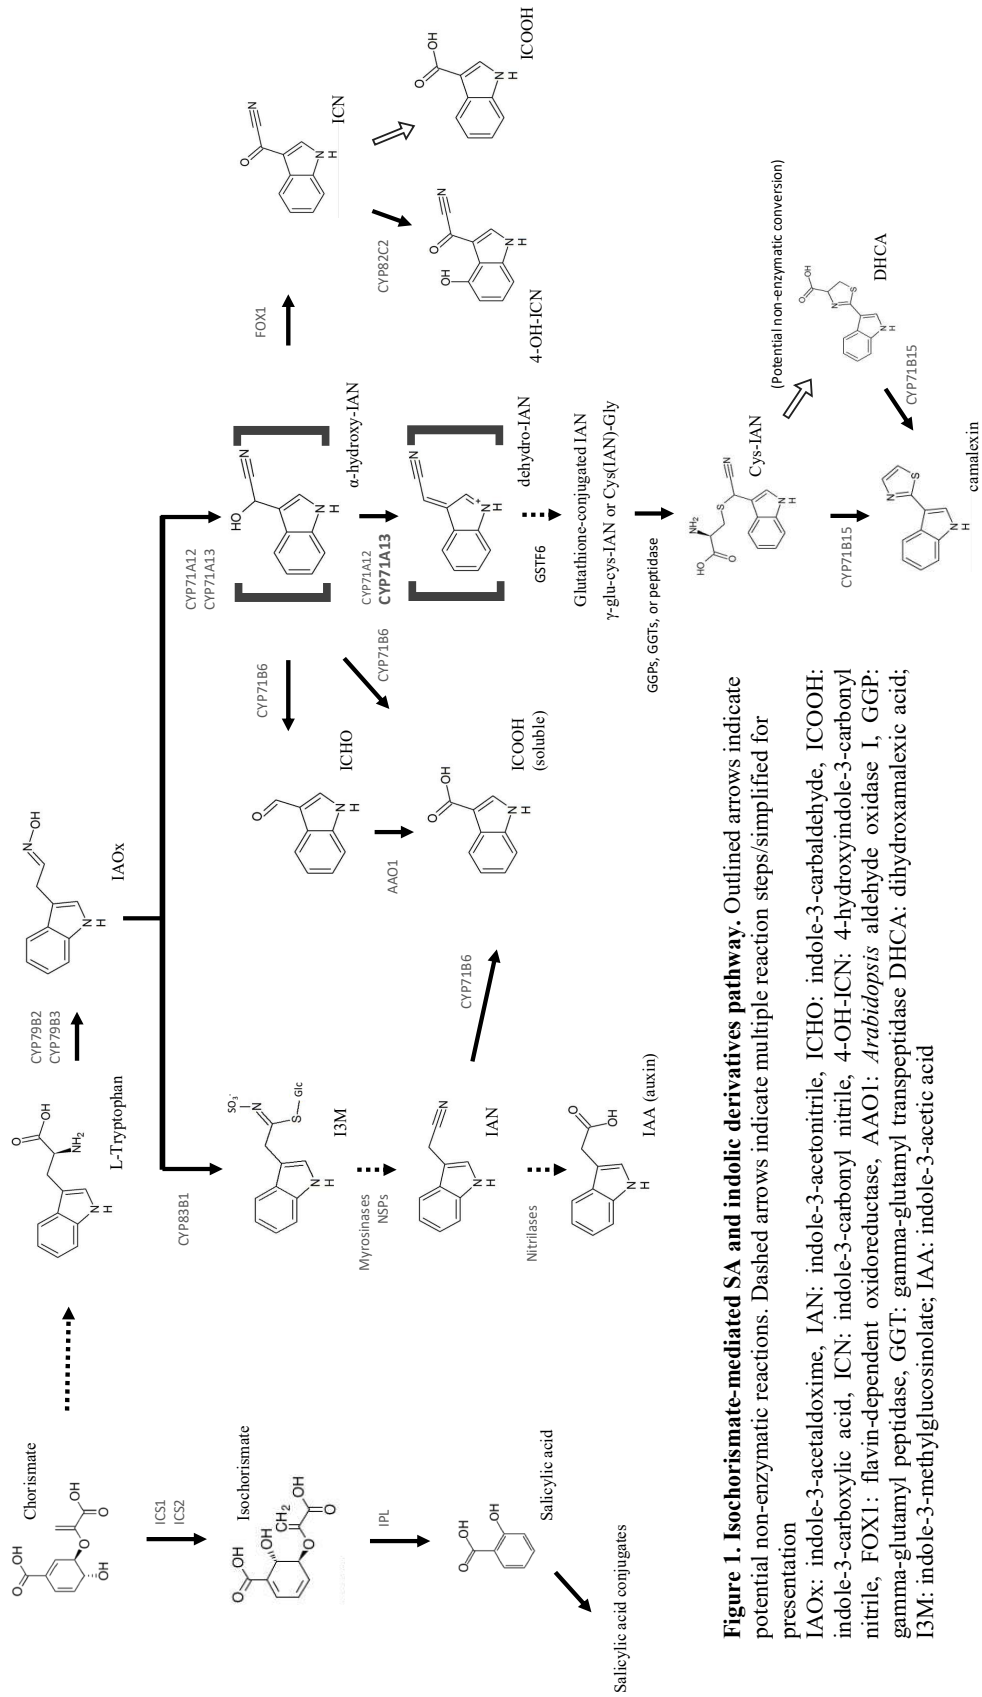 Chorismate
ICS1
ICS2
Isochorismate
IPL
Salicylic acid
Salicylic acid conjugates
L-Tryptophan
CYP79B2
CYP79B3
IAOx
CYP83B1
I3M
Myrosinases
NSPs
IAN
Nitrilases
IAA (auxin)
CYP71B6
CYP71A12
CYP71A13
α-hydroxy-IAN
CYP71B6
ICHO
CYP71B6
AAO1
ICOOH
(soluble)
CYP71A12
CYP71A13
dehydro-IAN
GSTF6
Glutathione-conjugated IAN
γ-glu-cys-IAN or Cys(IAN)-Gly
GGPs, GGTs, or peptidase
Cys-IAN
CYP71B15
camalexin
(Potential non-enzymatic conversion)
DHCA
CYP71B15
FOX1
ICN
CYP82C2
4-OH-ICN
ICOOH
Figure 1. Isochorismate-mediated SA and indolic derivatives pathway. Outlined arrows indicate
potential non-enzymatic reactions. Dashed arrows indicate multiple reaction steps/simplified for
presentation
IAOx: indole-3-acetaldoxime, IAN: indole-3-acetonitrile, ICHO: indole-3-carbaldehyde, ICOOH:
indole-3-carboxylic acid, ICN: indole-3-carbonyl nitrile, 4-OH-ICN: 4-hydroxyindole-3-carbonyl
nitrile, FOX1: flavin-dependent oxidoreductase, AAO1: Arabidopsis aldehyde oxidase I, GGP:
gamma-glutamyl peptidase, GGT: gamma-glutamyl transpeptidase DHCA: dihydroxamalexic acid;
I3M: indole-3-methylglucosinolate; IAA: indole-3-acetic acid